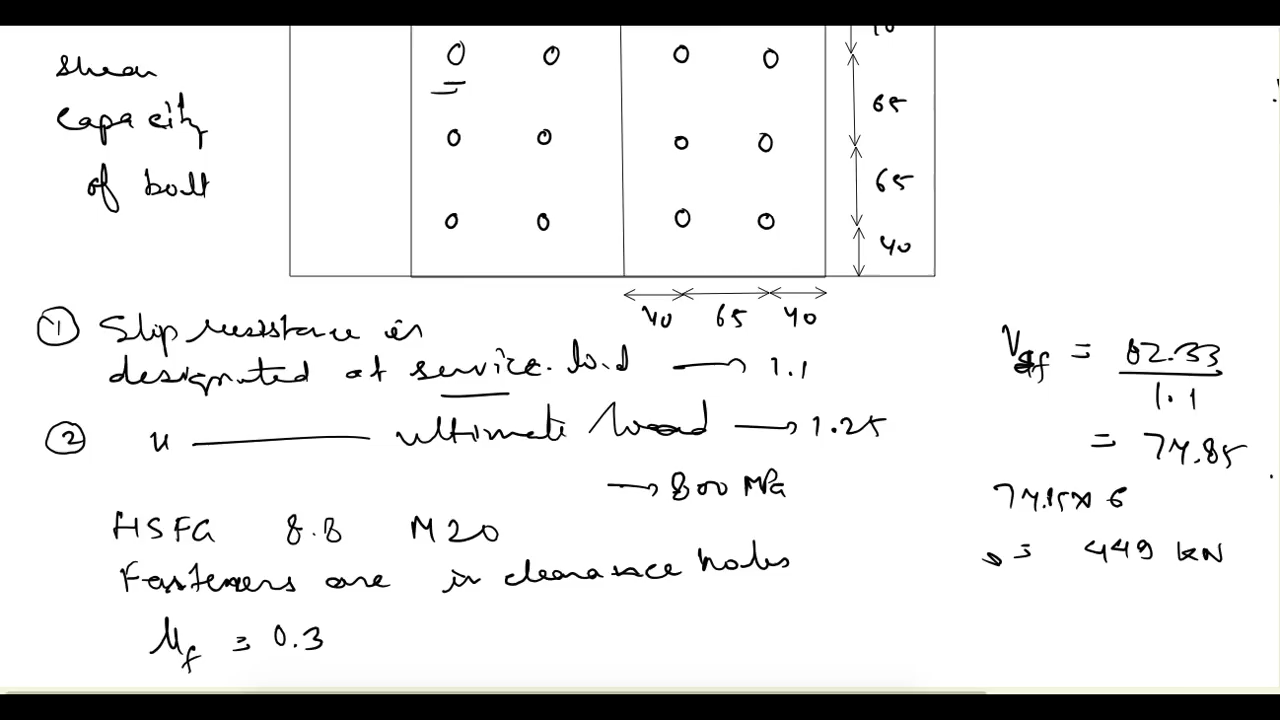 shear
capacity
of bolt
65
65
40
40 65 40
① Slip resistance is
designated at service load → 1.1
② " ultimate load → 1.25
→ 800 MPa
HSFG 8.8 M20
Fasteners are in clearance holes
μf = 0.3
= 82.33
1.1
= 74.85
74.85 x 6
= 449 kN